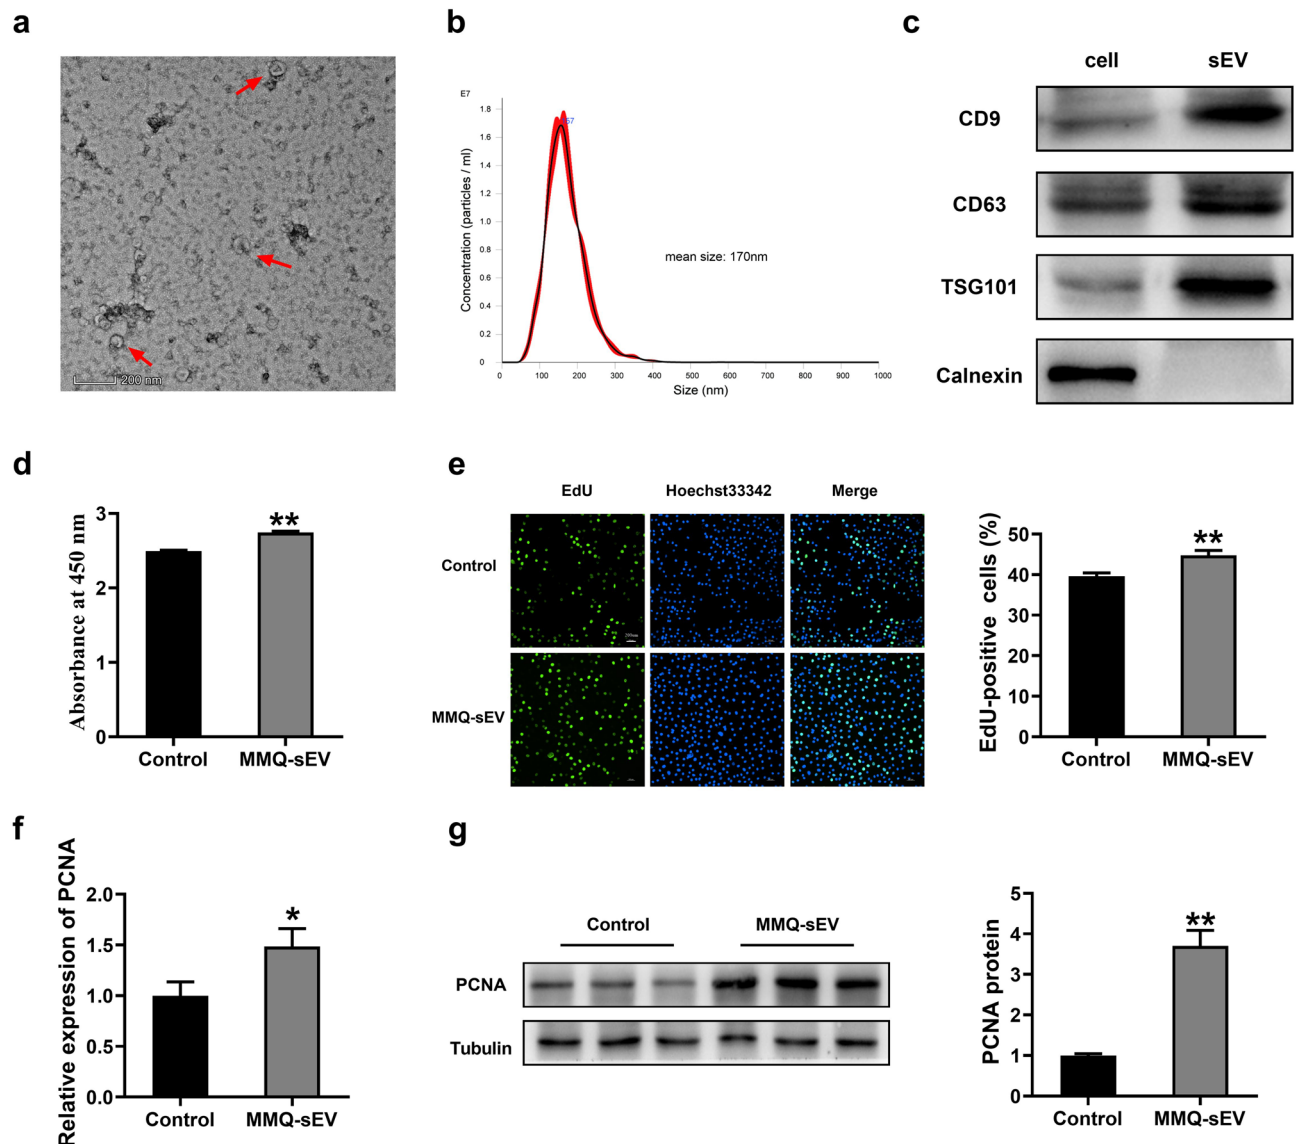 a
200 nm
b
E7
Concentration (particles / ml)
1.8
1.6
1.4
1.2
1.0
0.8
0.6
0.4
0.2
0
mean size: 170nm
0 100 200 300 400 500 600 700 800 900 1000
Size (nm)
c
cell sEV
CD9
CD63
TSG101
Calnexin
d
Absorbance at 450 nm
3
2
1
0
**
Control MMQ-sEV
e
EdU Hoechst33342 Merge
Control
MMQ-sEV
EdU-positive cells (%)
50
40
30
20
10
0
**
Control MMQ-sEV
f
Relative expression of PCNA
2.0
1.5
1.0
0.5
0.0
*
Control MMQ-sEV
g
Control MMQ-sEV
PCNA
Tubulin
PCNA protein
5
4
3
2
1
0
**
Control MMQ-sEV